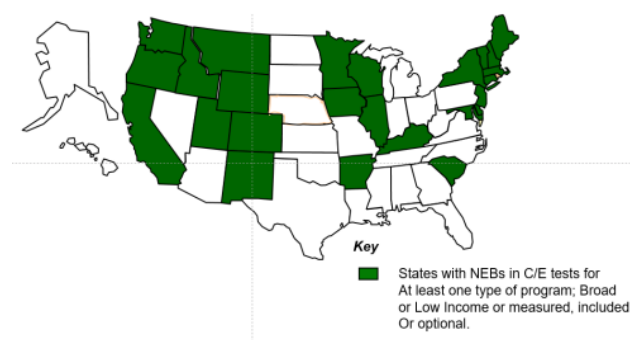 Key
States with NEBs in C/E tests for
At least one type of program; Broad
or Low Income or measured, included
Or optional.